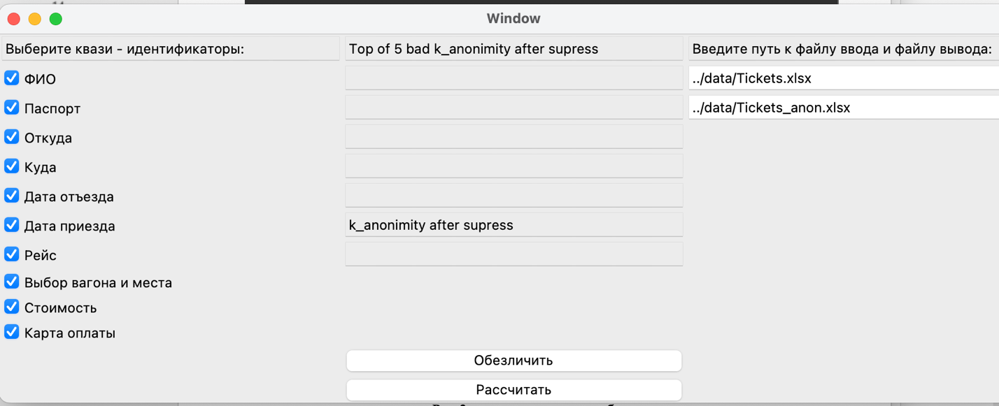 Window
Выберите квази - идентификаторы:
Top of 5 bad k_anonimity after supress
Введите путь к файлу ввода и файлу вывода:
ФИО
../data/Tickets.xlsx
Паспорт
../data/Tickets_anon.xlsx
Откуда
Куда
Дата отъезда
Дата приезда
k_anonimity after supress
Рейс
Выбор вагона и места
Стоимость
Карта оплаты
Обезличить
Рассчитать